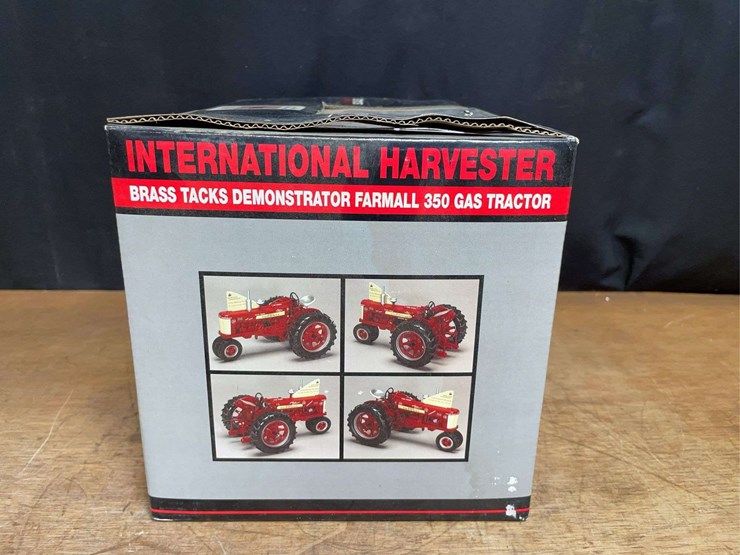 INTERNATIONAL HARVESTER
BRASS TACKS DEMONSTRATOR FARMALL 350 GAS TRACTOR